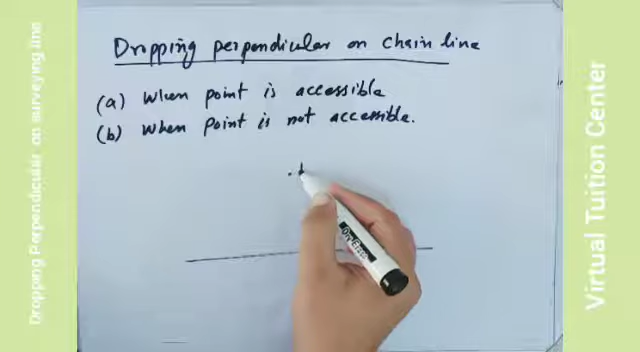 Dropping Perpendicular on surveying line
Dropping perpendicular on chain line
(a) When point is accessible
(b) When point is not accessible.
Virtual Tuition Center